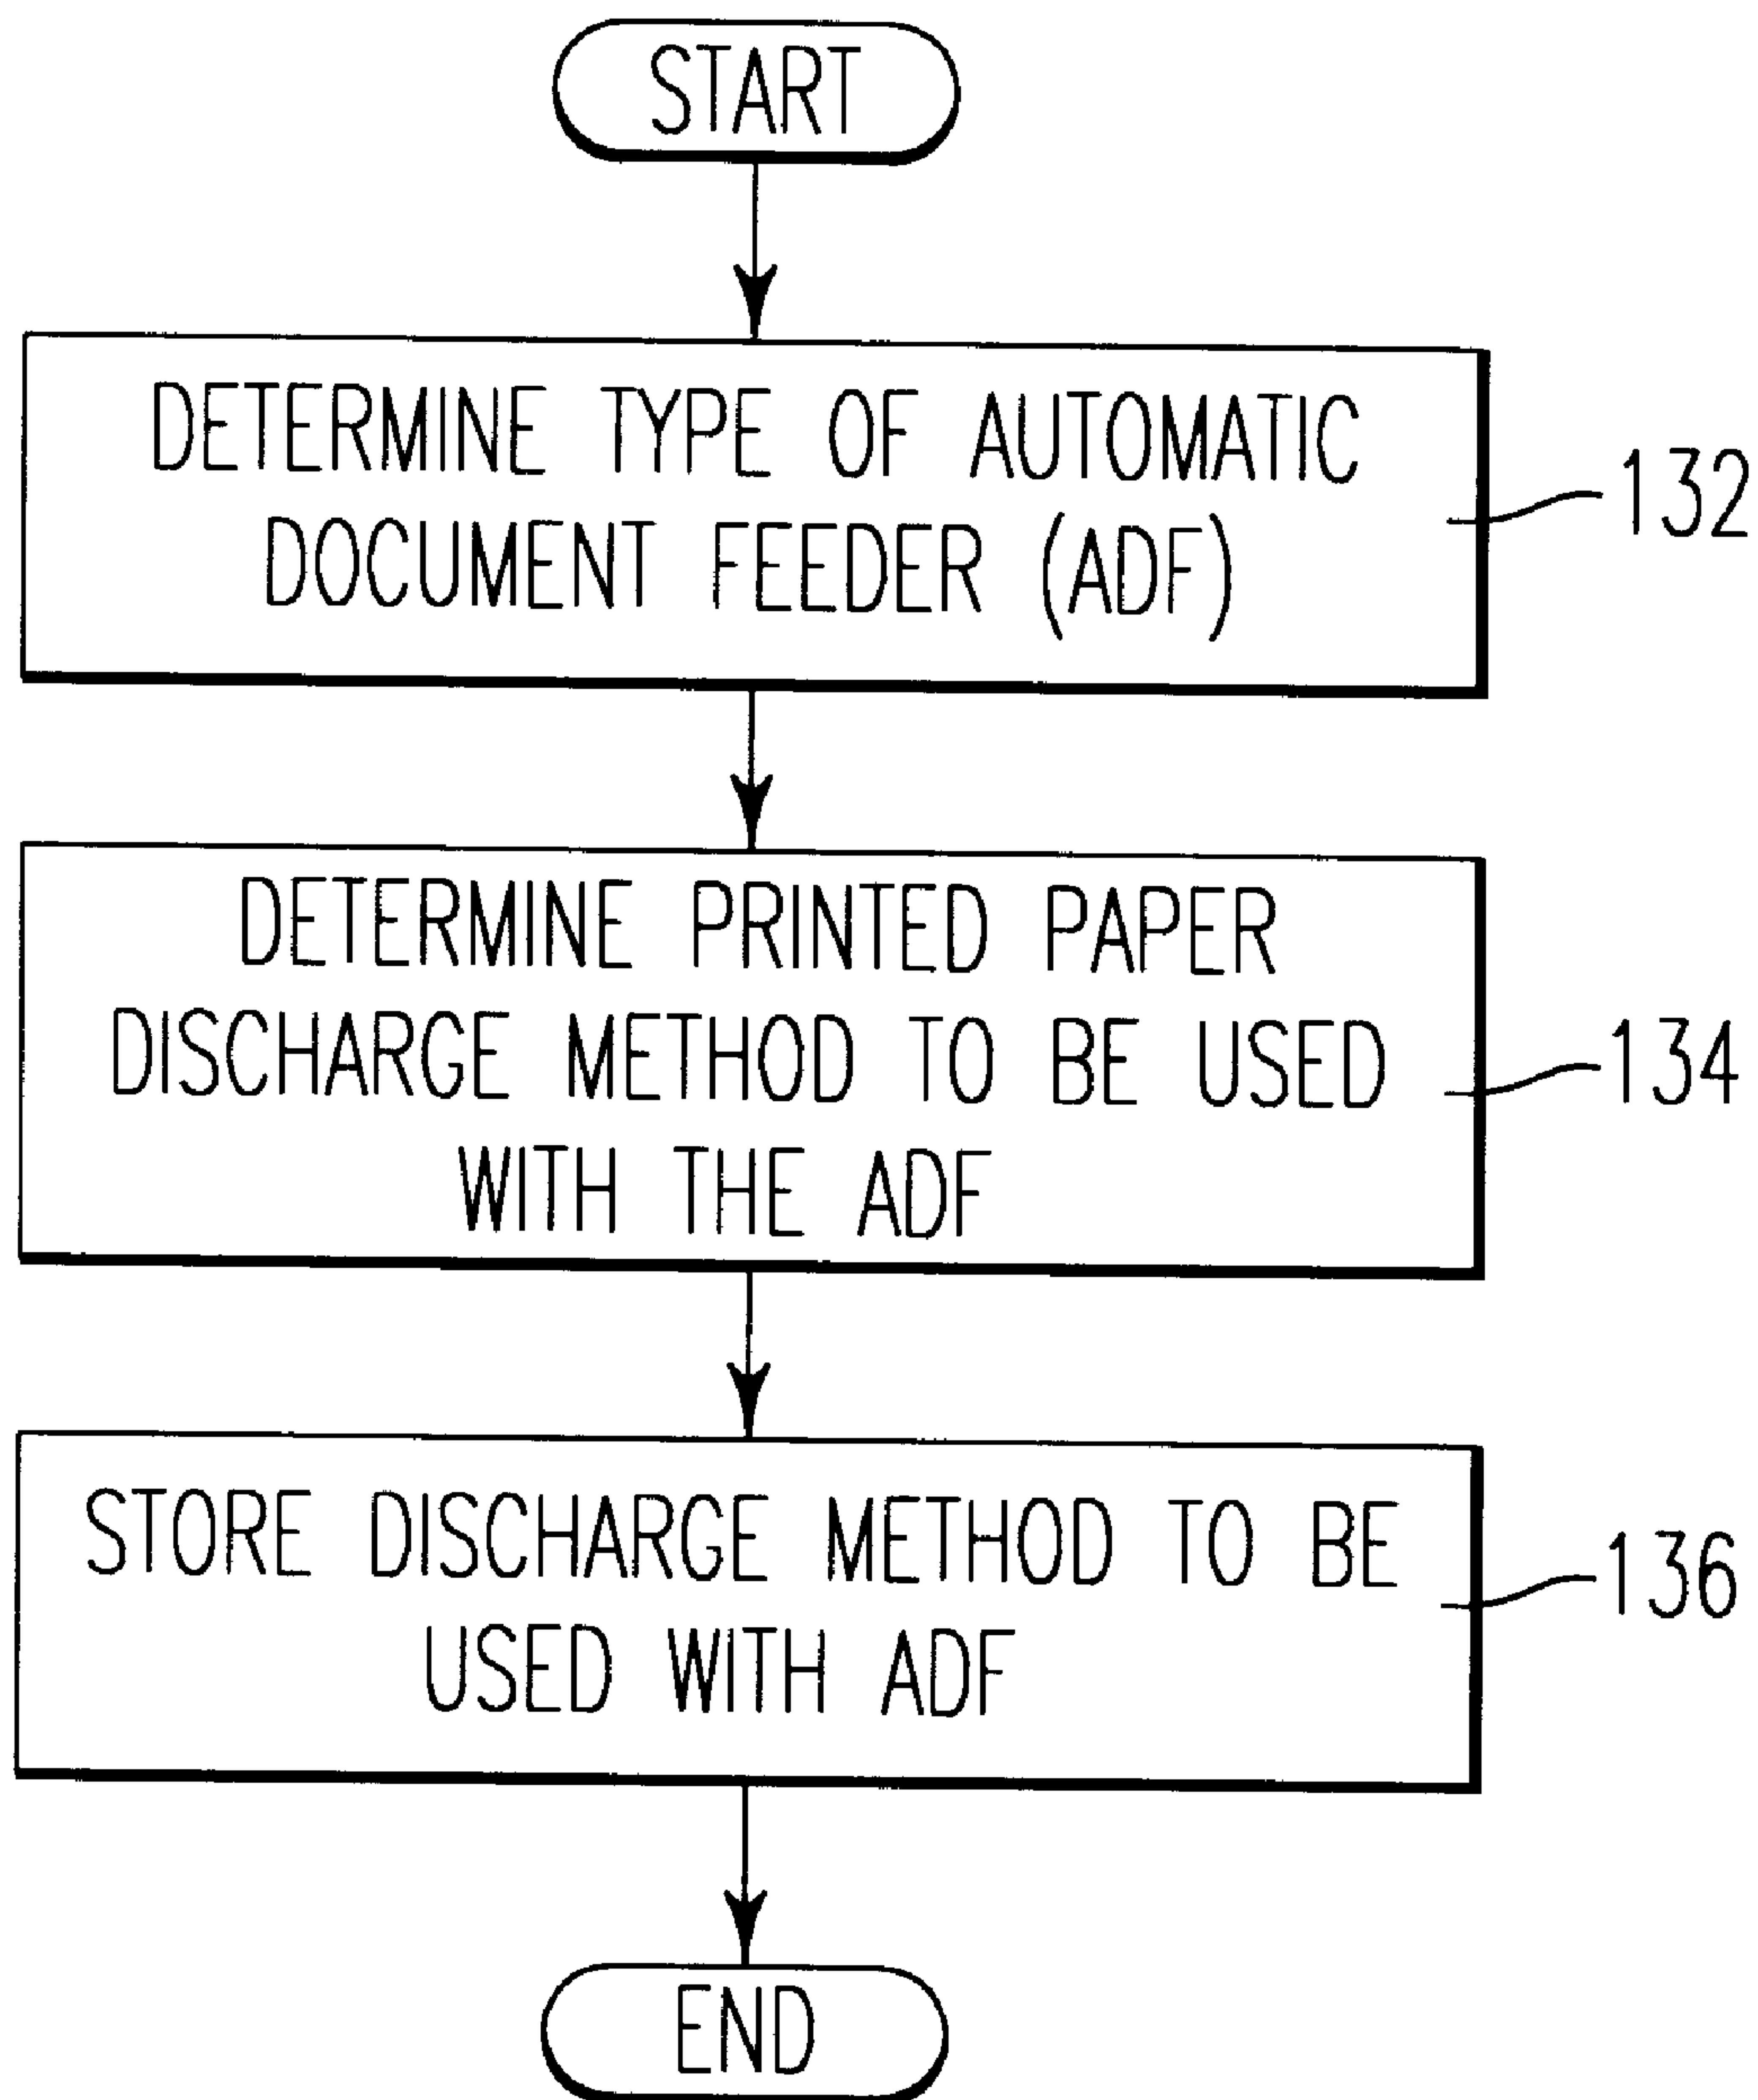 START
DETERMINE TYPE OF AUTOMATIC
DOCUMENT FEEDER (ADF)
132
DETERMINE PRINTED PAPER
DISCHARGE METHOD TO BE USED
WITH THE ADF
134
STORE DISCHARGE METHOD TO BE
USED WITH ADF
136
END